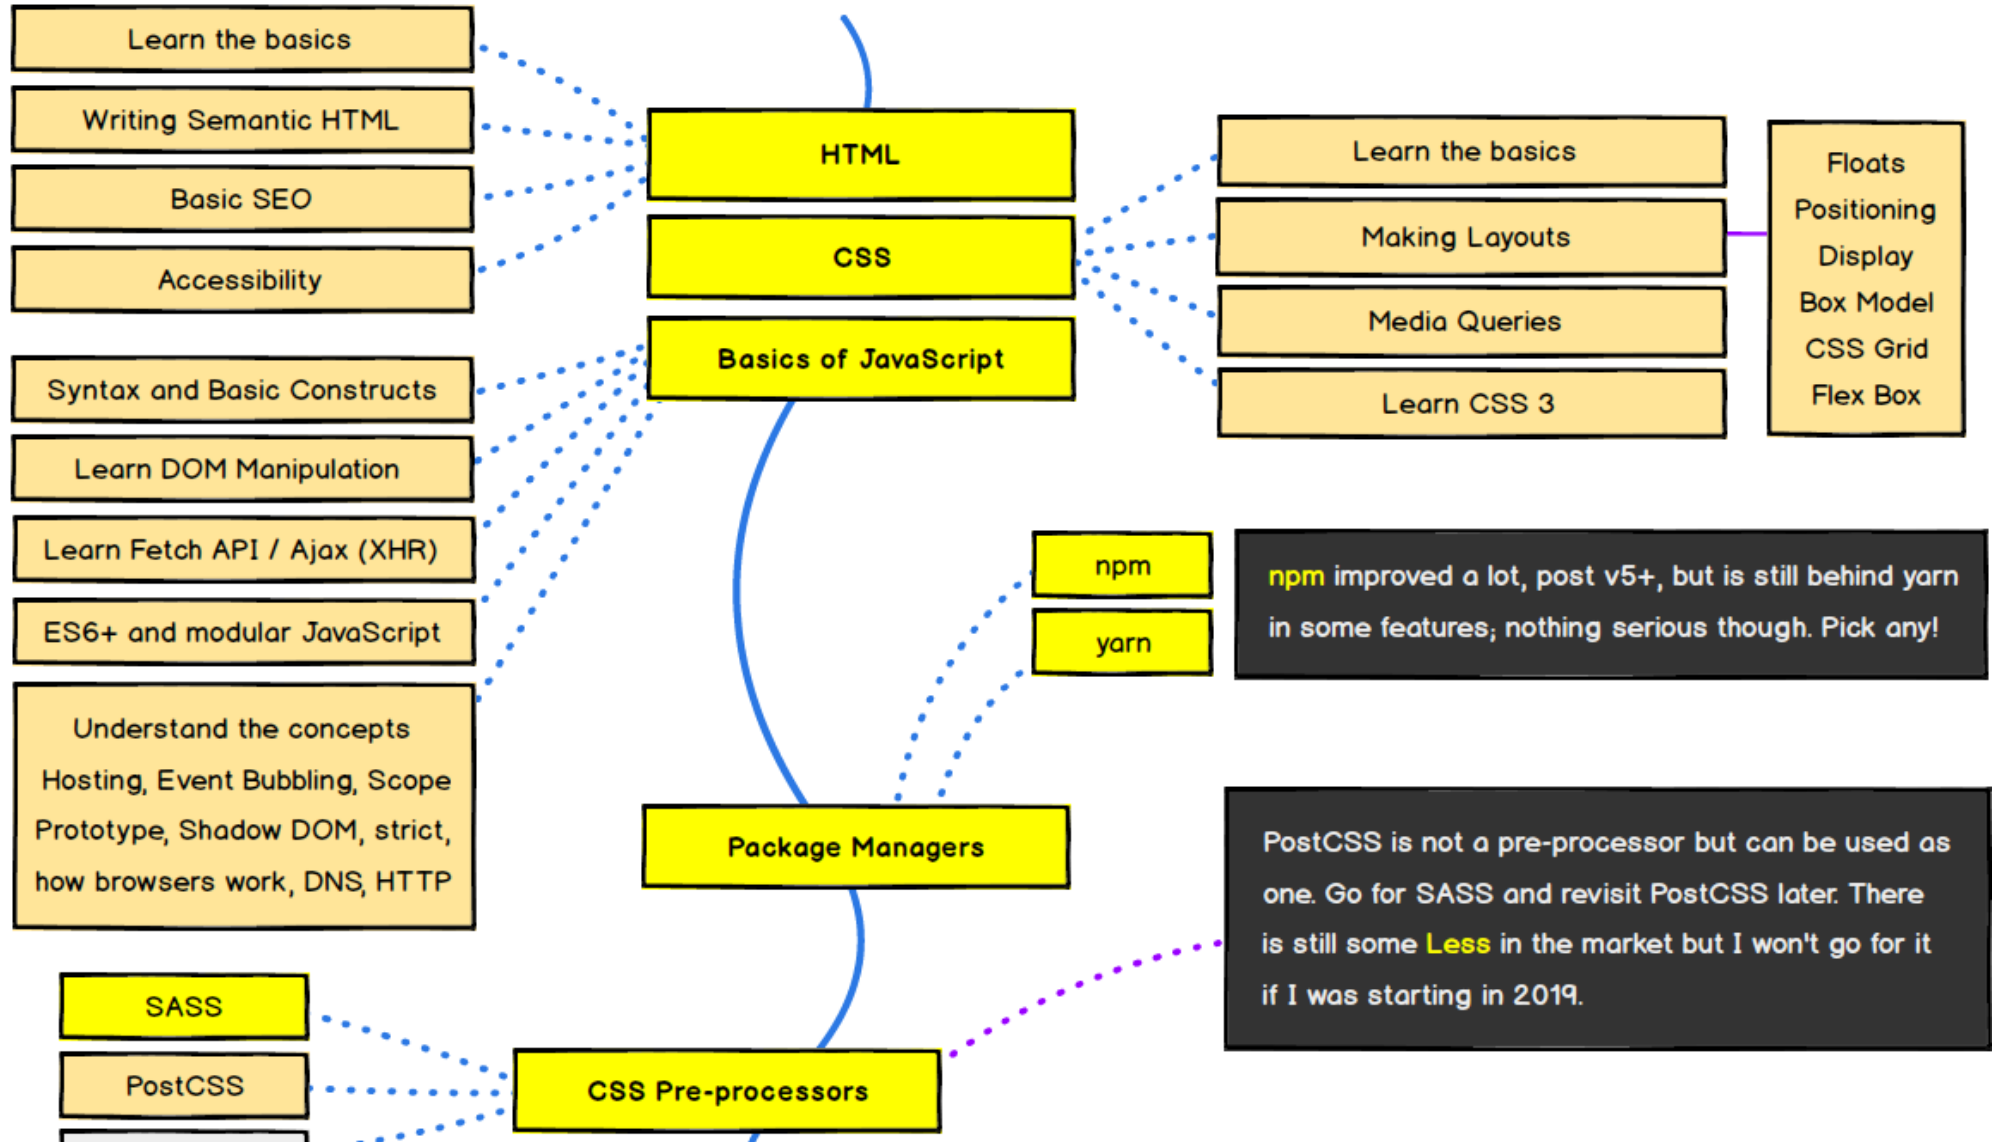 Learn the basics
Writing Semantic HTML
Basic SEO
Accessibility
HTML
CSS
Basics of JavaScript
Learn the basics
Making Layouts
Media Queries
Learn CSS 3
Floats
Positioning
Display
Box Model
CSS Grid
Flex Box
Syntax and Basic Constructs
Learn DOM Manipulation
Learn Fetch API / Ajax (XHR)
ES6+ and modular JavaScript
Understand the concepts
Hosting, Event Bubbling, Scope
Prototype, Shadow DOM, strict,
how browsers work, DNS, HTTP
npm
yarn
npm improved a lot, post v5+, but is still behind yarn
in some features; nothing serious though. Pick any!
Package Managers
PostCSS is not a pre-processor but can be used as
one. Go for SASS and revisit PostCSS later. There
is still some Less in the market but I won't go for it
if I was starting in 2019.
SASS
PostCSS
CSS Pre-processors